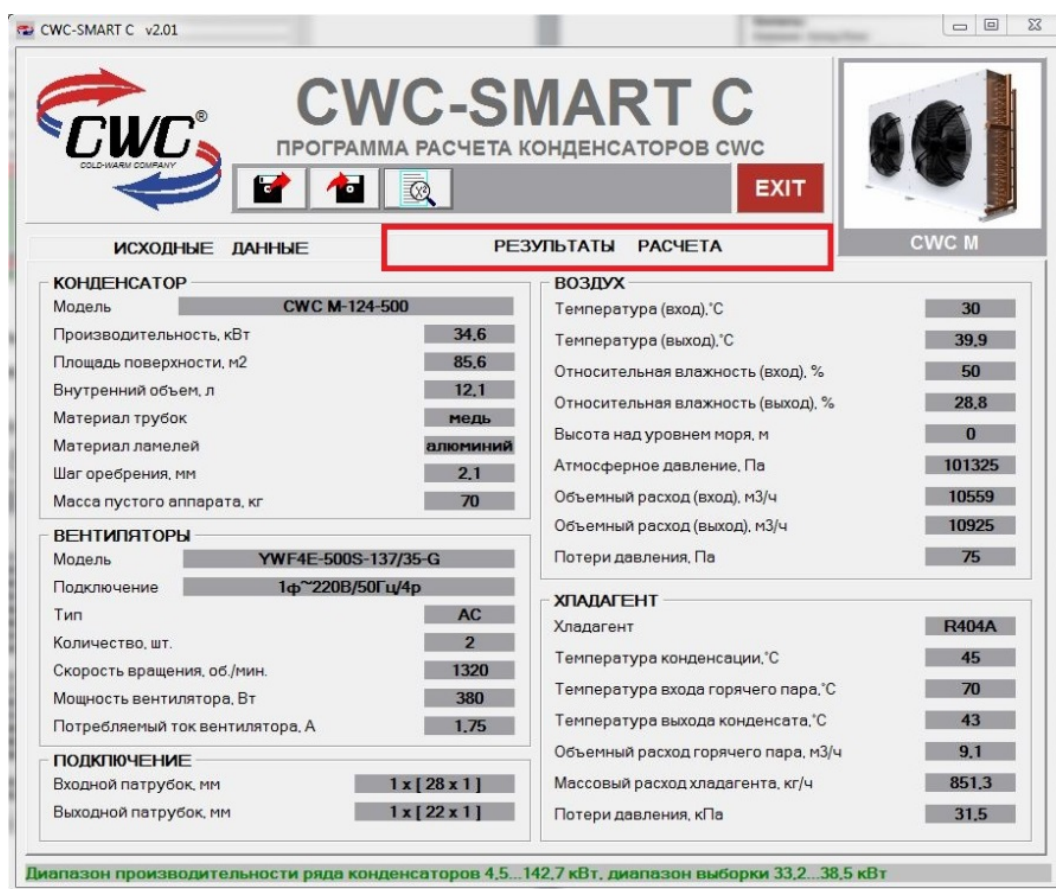 CWC-SMART C v2.01
CWC®
COLD-WARM COMPANY
CWC-SMART C
ПРОГРАММА РАСЧЕТА КОНДЕНСАТОРОВ CWC
EXIT
CWC M
ИСХОДНЫЕ ДАННЫЕ
РЕЗУЛЬТАТЫ РАСЧЕТА
КОНДЕНСАТОР
Модель CWC M-124-500
Производительность, кВт 34,6
Площадь поверхности, м2 85,6
Внутренний объем, л 12,1
Материал трубок медь
Материал ламелей алюминий
Шаг оребрения, мм 2,1
Масса пустого аппарата, кг 70
ВЕНТИЛЯТОРЫ
Модель YWF4E-500S-137/35-G
Подключение 1ф~220В/50Гц/4р
Тип AC
Количество, шт. 2
Скорость вращения, об./мин. 1320
Мощность вентилятора, Вт 380
Потребляемый ток вентилятора, А 1,75
ПОДКЛЮЧЕНИЕ
Входной патрубок, мм 1 x [ 28 x 1 ]
Выходной патрубок, мм 1 x [ 22 x 1 ]
ВОЗДУХ
Температура (вход),°C 30
Температура (выход),°C 39,9
Относительная влажность (вход), % 50
Относительная влажность (выход), % 28,8
Высота над уровнем моря, м 0
Атмосферное давление, Па 101325
Объемный расход (вход), м3/ч 10559
Объемный расход (выход), м3/ч 10925
Потери давления, Па 75
ХЛАДАГЕНТ
Хладагент R404A
Температура конденсации,°C 45
Температура входа горячего пара,°C 70
Температура выхода конденсата,°C 43
Объемный расход горячего пара, м3/ч 9,1
Массовый расход хладагента, кг/ч 851,3
Потери давления, кПа 31,5
Диапазон производительности ряда конденсаторов 4,5...142,7 кВт, диапазон выборки 33,2...38,5 кВт